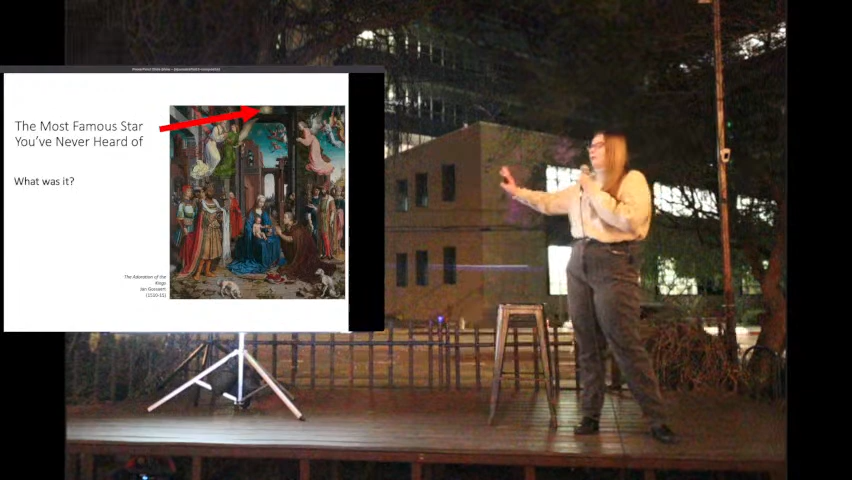 The Most Famous Star
You've Never Heard of
What was it?
The Adoration of the
Kings
Jan Gossaert
(1510-15)